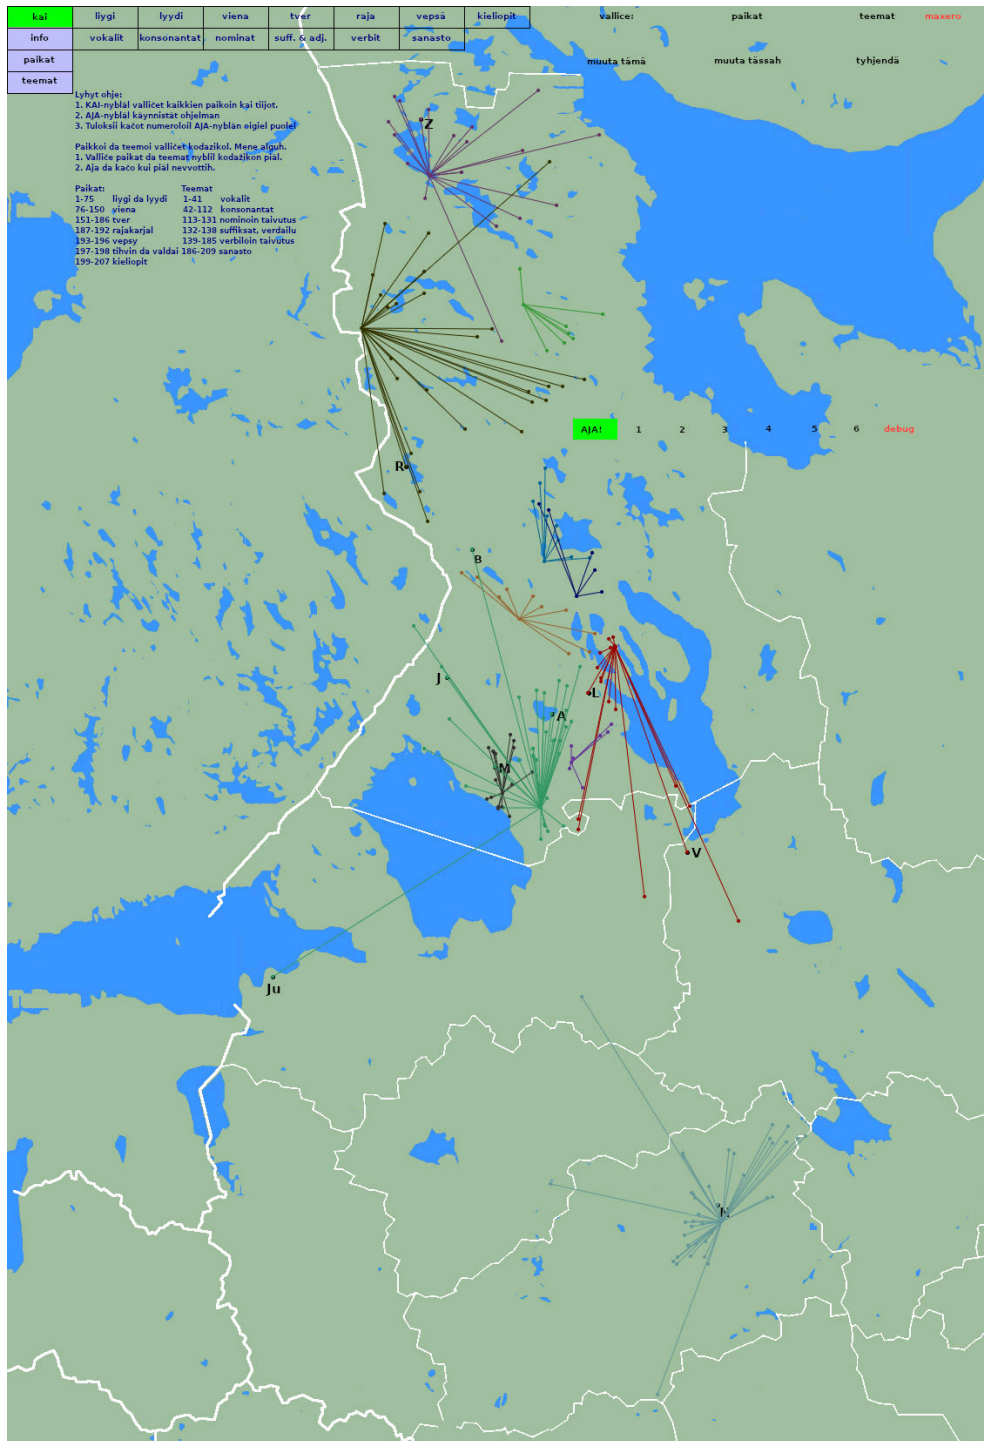 kai liygi lyydi viena tver raja vepsä kieliopit vallice: paikat teemat maxero
info vokalit konsonantat nominat suff. & adj. verbit sanasto
paikat muuta tämä muuta tässah tyhjendä
teemat
Lyhyt ohje:
1. KAI-nybläl valličet kaikkien paikoin kai tiijot.
2. AJA-nybläl käynnistät ohjelman
3. Tuloksii kačot numeroloil AJA-nyblän oigiel puolel
Paikkoi da teemoi valličet kodazikol. Mene alguh.
1. Vallice paikat da teemat nyblil kodazikon pial.
2. Aja da kačo kui pial nevvottih.
Paikat: Teemat
1-75 liygi da lyydi 1-41 vokalit
76-150 viena 42-112 konsonantat
151-186 tver 113-131 nominoin taivutus
187-192 rajakarjal 132-138 suffiksat, verdailu
193-196 vepsy 139-185 verbilöin taivutus
197-198 tihvin da valdai 186-209 sanasto
199-207 kieliopit
Z
AJA! 1 2 3 4 5 6 debug
R
B
J
L
A
M
V
Ju
N